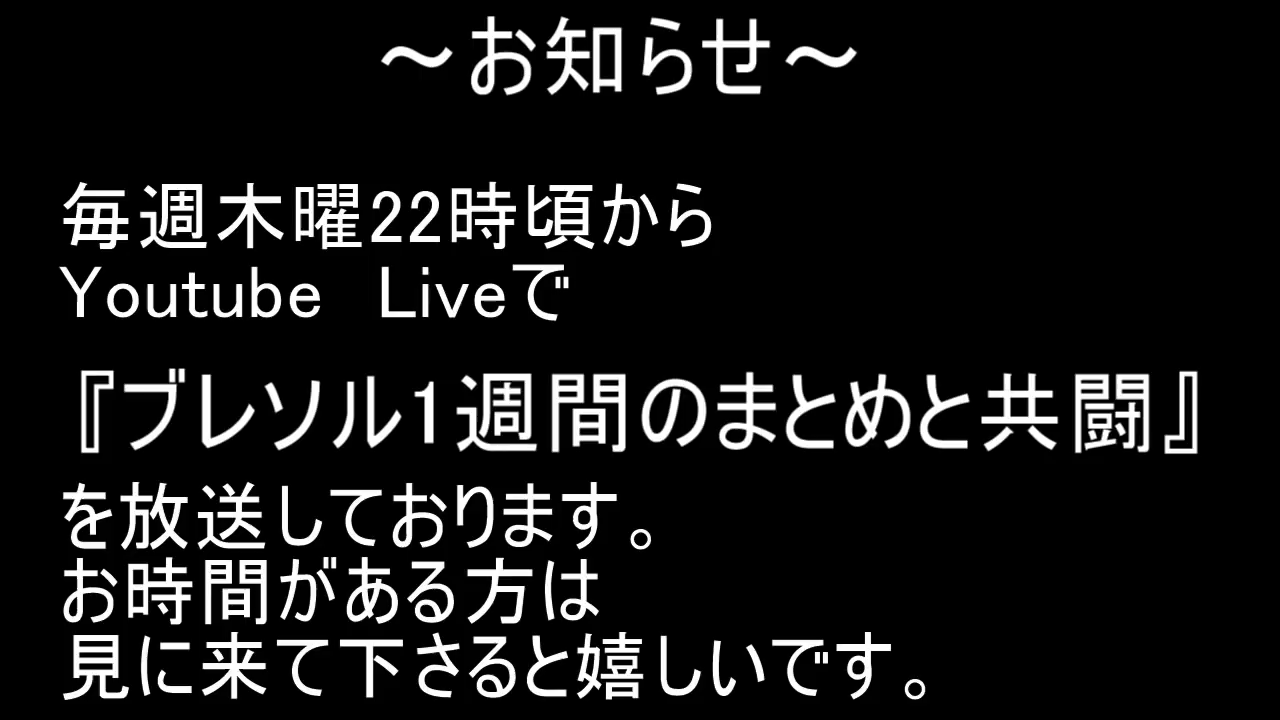 ～お知らせ～
毎週木曜22時頃から
Youtube　Liveで
『ブレソル1週間のまとめと共闘』
を放送しております。
お時間がある方は
見に来て下さると嬉しいです。